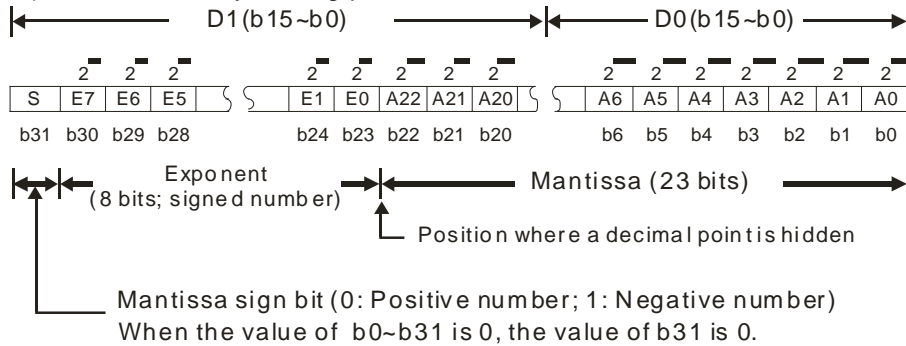 D1(b15~b0) D0(b15~b0)
2 2 2 2 2 2 2 2 2 2 2 2 2 2 2
S E7 E6 E5 E1 E0 A22 A21 A20 A6 A5 A4 A3 A2 A1 A0
b31 b30 b29 b28 b24 b23 b22 b21 b20 b6 b5 b4 b3 b2 b1 b0
Exponent
(8 bits; signed number)
Mantissa (23 bits)
Position where a decimal point is hidden
Mantissa sign bit (0: Positive number; 1: Negative number)
When the value of b0~b31 is 0, the value of b31 is 0.